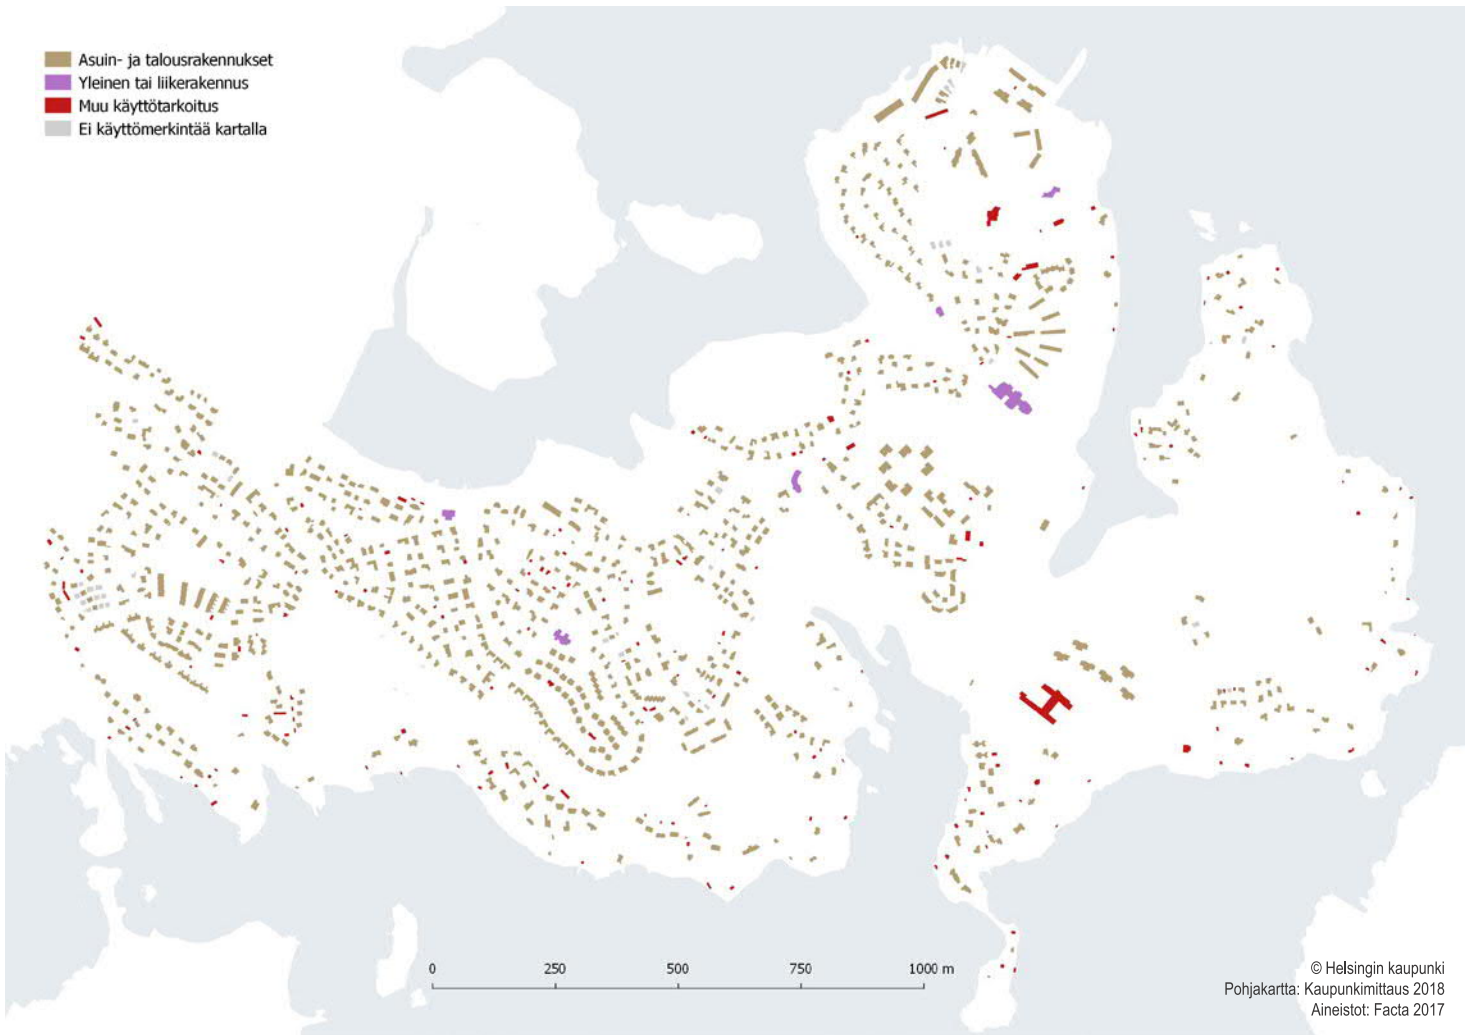 Asuin- ja talousrakennukset
Yleinen tai liikerakennus
Muu käyttötarkoitus
Ei käyttömerkintää kartalla
0 250 500 750 1000 m
© Helsingin kaupunki
Pohjakartta: Kaupunkimittaus 2018
Aineistot: Facta 2017